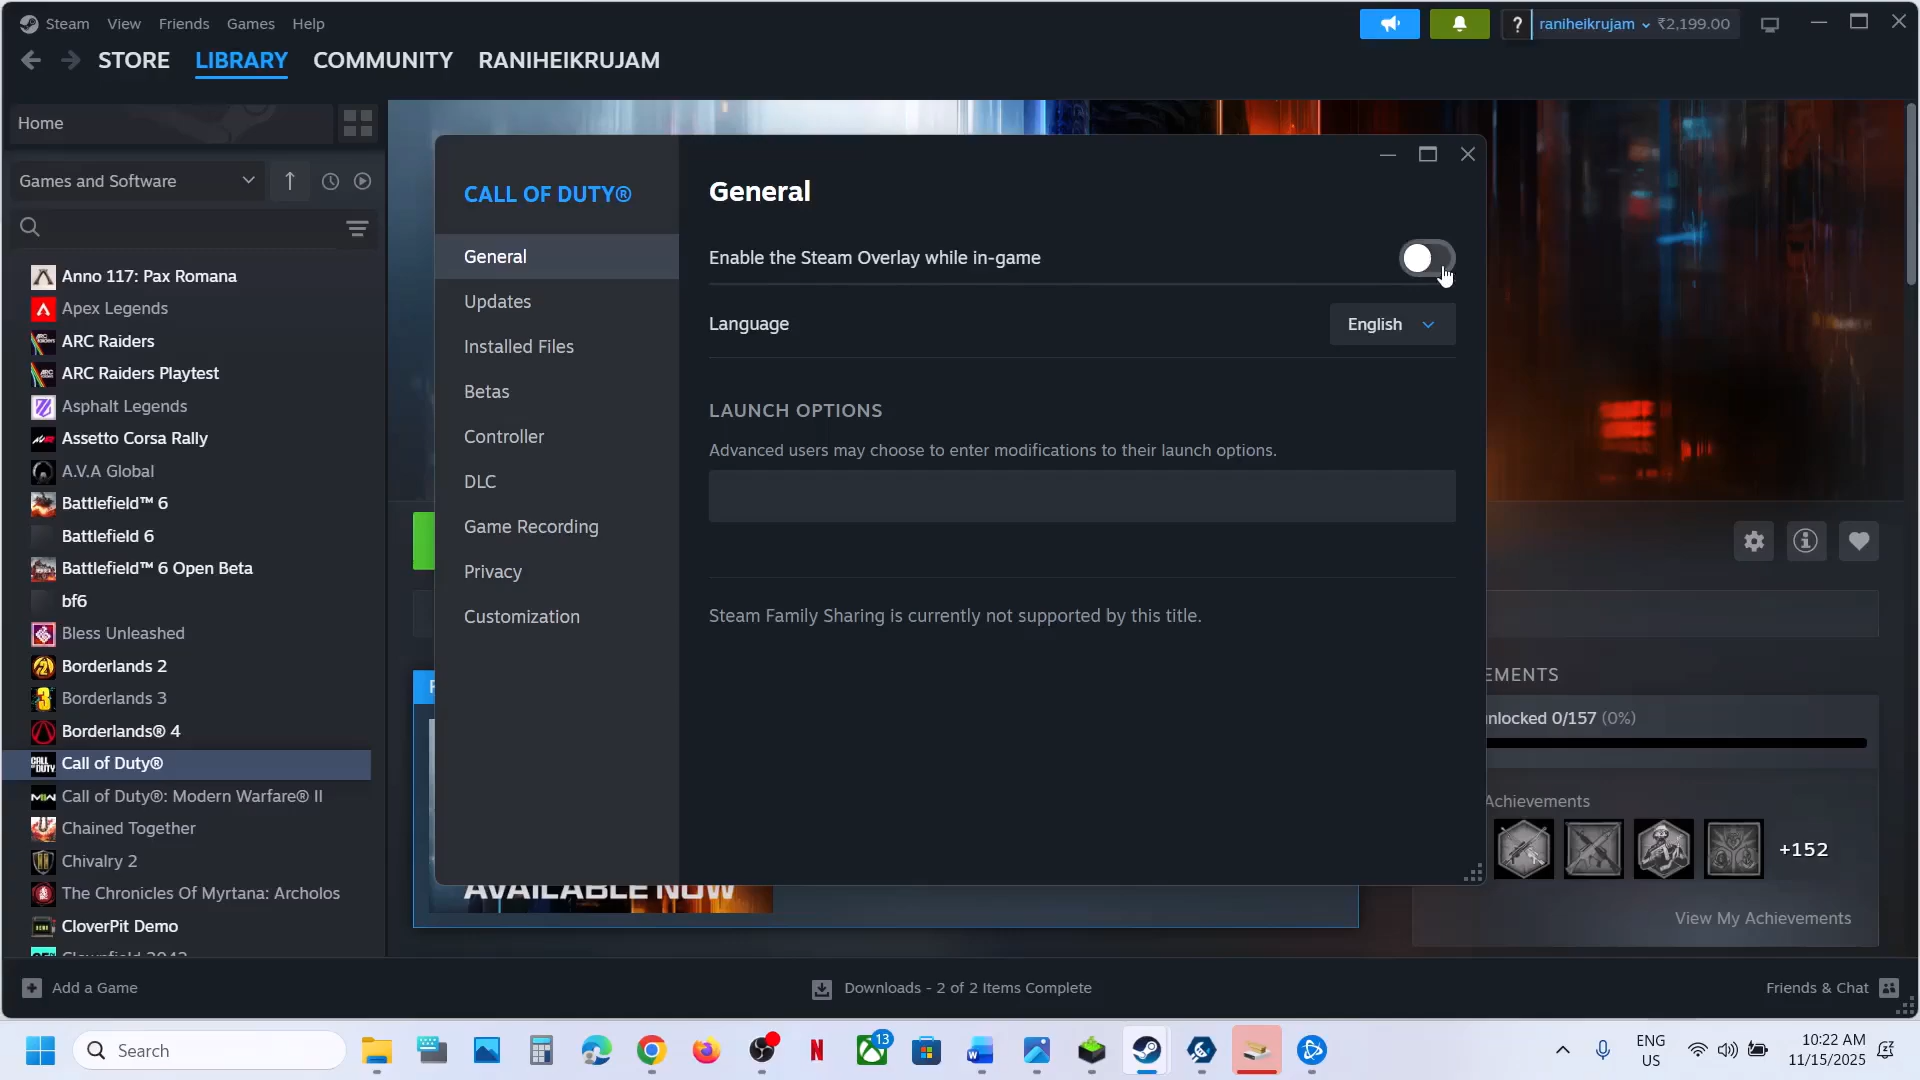 Steam View Friends Games Help
? raniheikrujam ₹2,199.00
STORE LIBRARY COMMUNITY RANIHEIKRUJAM
Home
Games and Software
Anno 117: Pax Romana
Apex Legends
ARC Raiders
ARC Raiders Playtest
Asphalt Legends
Assetto Corsa Rally
A.V.A Global
Battlefield™ 6
Battlefield 6
Battlefield™ 6 Open Beta
bf6
Bless Unleashed
Borderlands 2
Borderlands 3
Borderlands® 4
Call of Duty®
Call of Duty®: Modern Warfare® II
Chained Together
Chivalry 2
The Chronicles Of Myrtana: Archolos
CloverPit Demo
CALL OF DUTY®
General
Updates
Installed Files
Betas
Controller
DLC
Game Recording
Privacy
Customization
General
Enable the Steam Overlay while in-game
Language English
LAUNCH OPTIONS
Advanced users may choose to enter modifications to their launch options.
Steam Family Sharing is currently not supported by this title.
EMENTS
nlocked 0/157 (0%)
Achievements
+152
View My Achievements
AVAILABLE NOW
Add a Game
Downloads - 2 of 2 Items Complete
Friends & Chat
Search
13
ENG
US
10:22 AM
11/15/2025